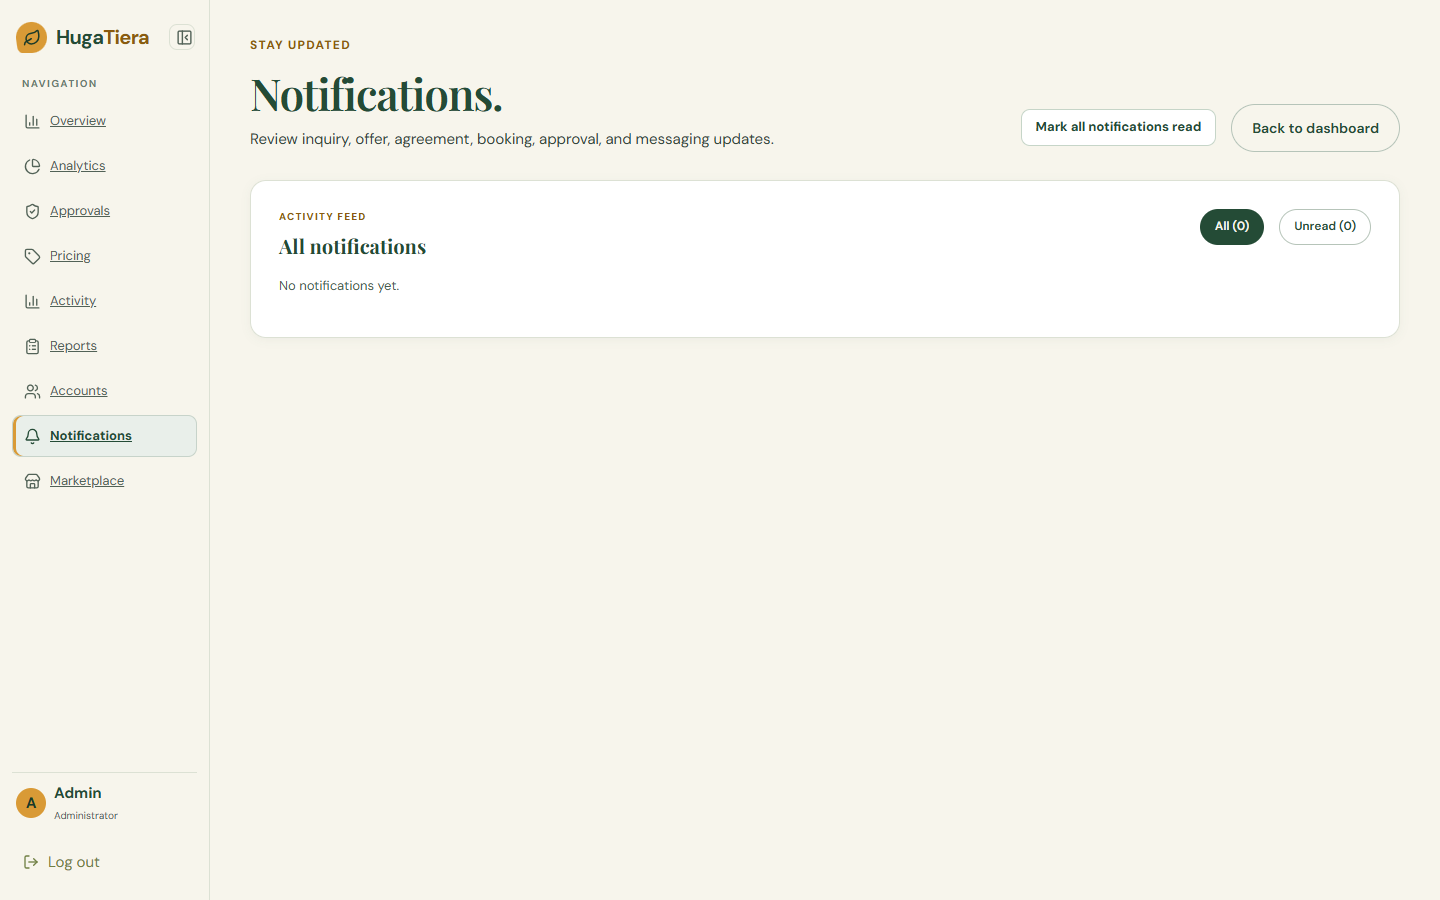 HugaTiera
NAVIGATION
Overview
Analytics
Approvals
Pricing
Activity
Reports
Accounts
Notifications
Marketplace
A
Admin
Administrator
Log out
STAY UPDATED
Notifications.
Review inquiry, offer, agreement, booking, approval, and messaging updates.
Mark all notifications read
Back to dashboard
ACTIVITY FEED
All notifications
All (0)
Unread (0)
No notifications yet.